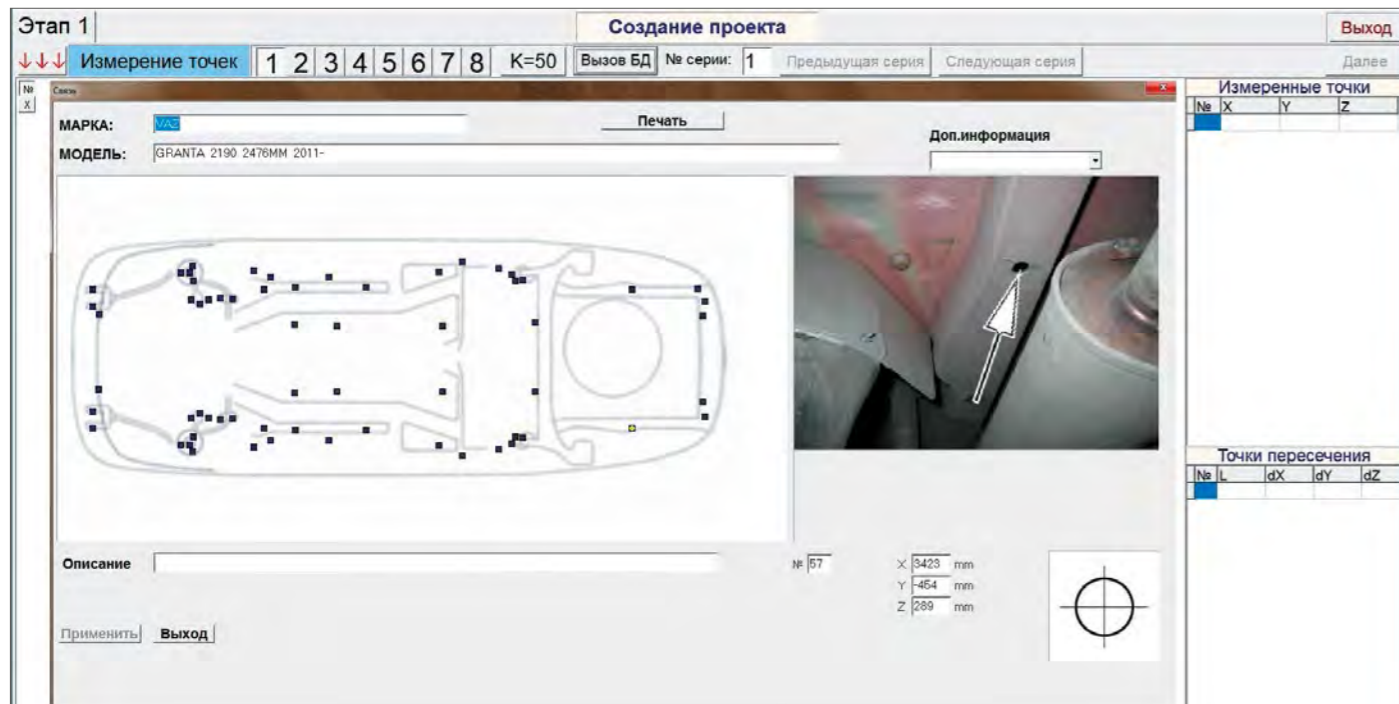 Этап 1 Создание проекта Выход
↓↓↓ Измерение точек 1 2 3 4 5 6 7 8 K=50 Вызов БД № серии: 1 Предыдущая серия Следующая серия Далее
№ Связь Измеренные точки
X № X Y Z
МАРКА: VAZ Печать
Доп.информация
МОДЕЛЬ: GRANTA 2190 2476MM 2011-
Точки пересечения
№ L dX dY dZ
Описание № 57 X 3423 mm
Y -454 mm
Z 289 mm
Применить Выход